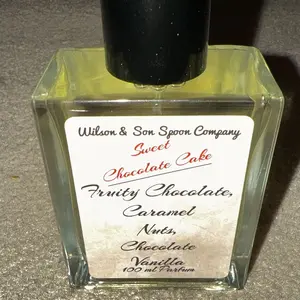 Wilson & Son Spoon Company
Sweet
Chocolate Cake
Fruity Chocolate,
Caramel
Nuts,
Chocolate
Vanilla
100 ml Parfum